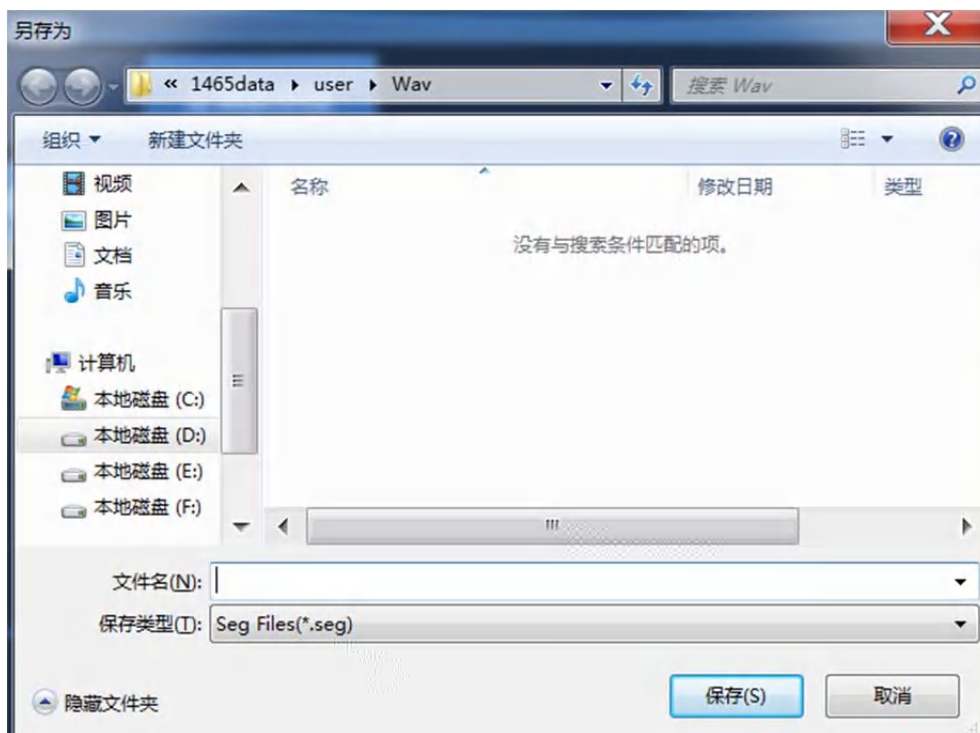 另存为
« 1465data ▸ user ▸ Wav
搜索 Wav
组织 新建文件夹
视频
图片
文档
音乐
计算机
本地磁盘 (C:)
本地磁盘 (D:)
本地磁盘 (E:)
本地磁盘 (F:)
名称 修改日期 类型
没有与搜索条件匹配的项。
文件名(N):
保存类型(T): Seg Files(*.seg)
隐藏文件夹 保存(S) 取消